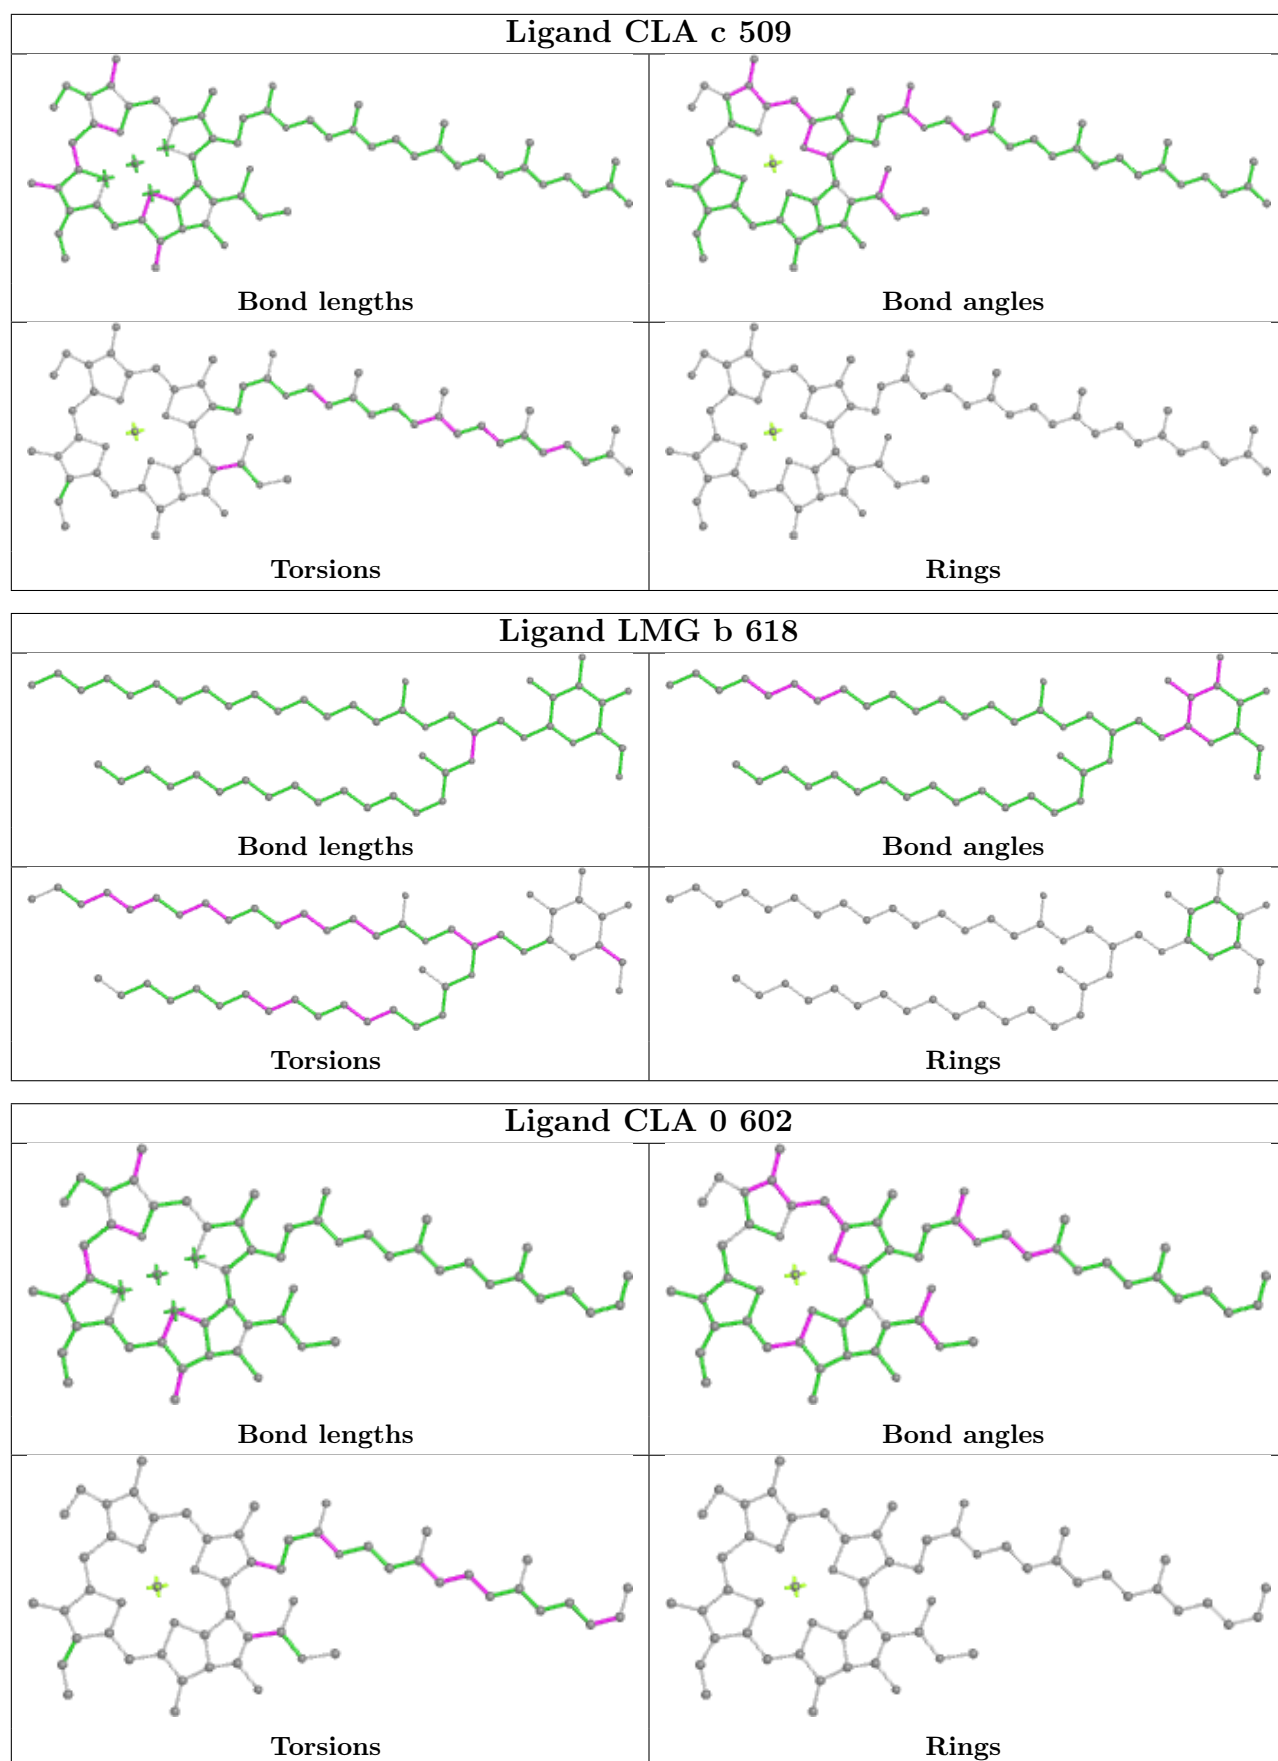 Ligand CLA c 509
Bond lengths
Bond angles
Torsions
Rings
Ligand LMG b 618
Bond lengths
Bond angles
Torsions
Rings
Ligand CLA 0 602
Bond lengths
Bond angles
Torsions
Rings